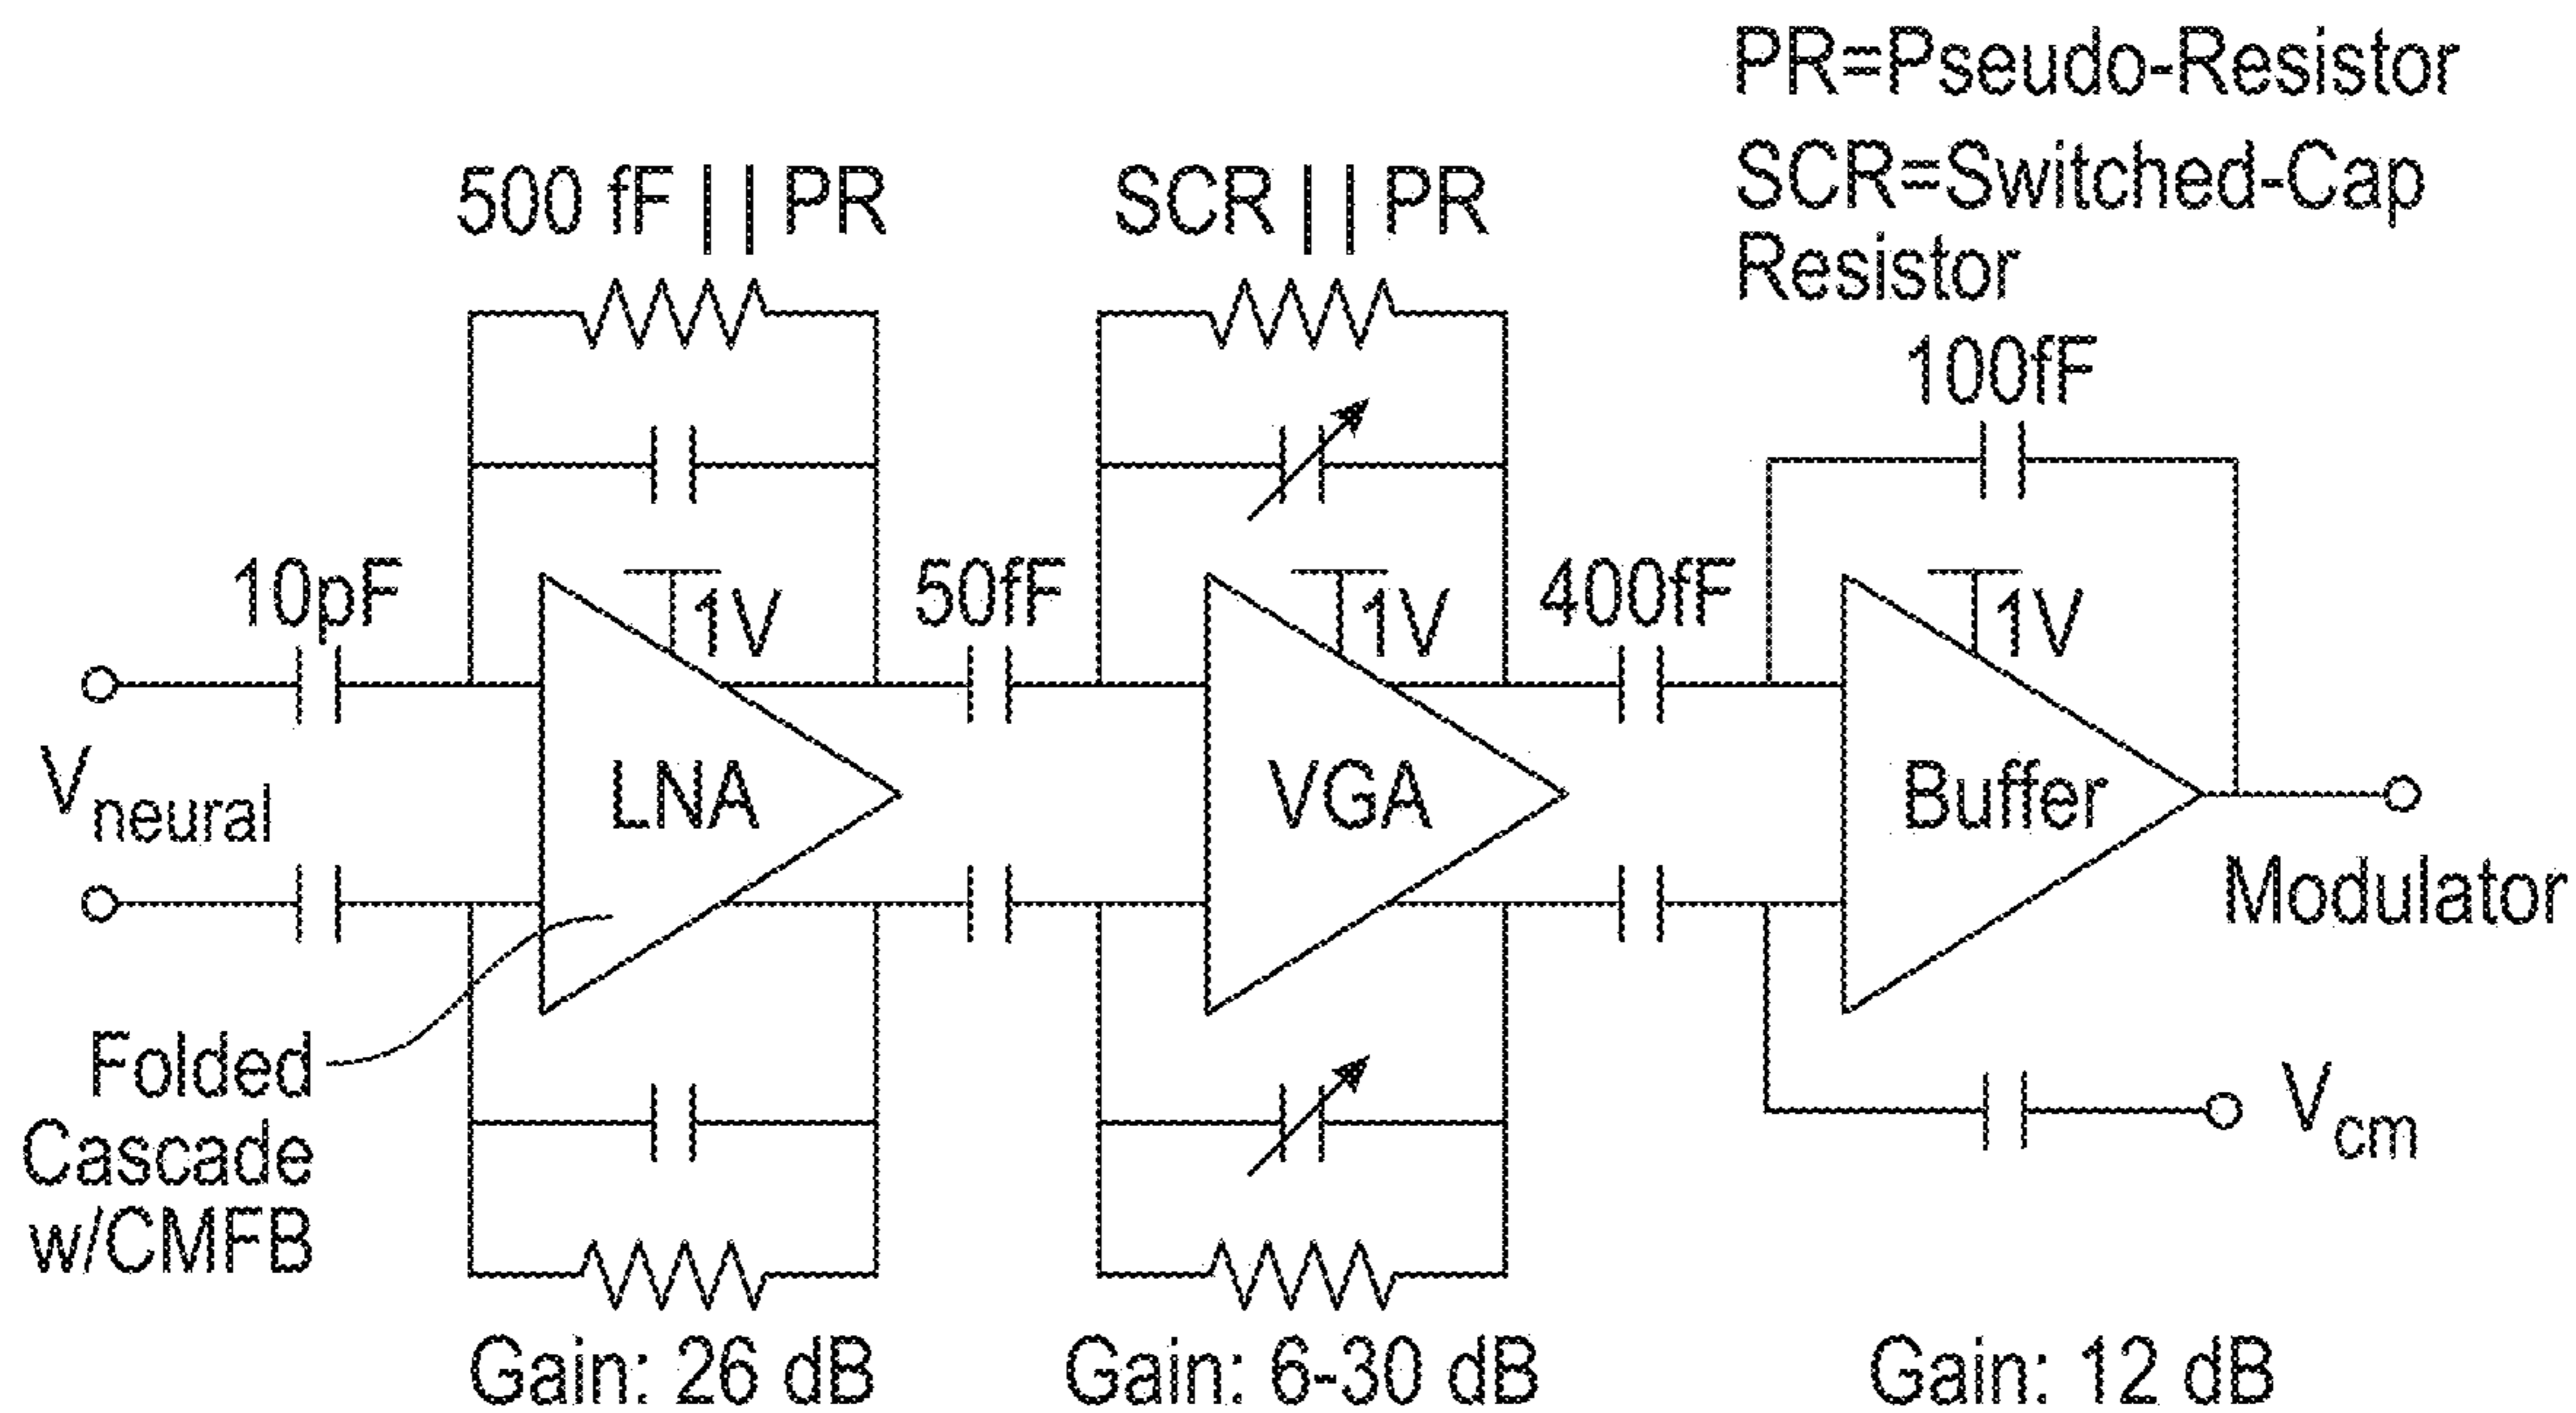 PR=Pseudo-Resistor
SCR=Switched-Cap
Resistor
500 fF || PR
SCR || PR
100fF
10pF
1V
50fF
1V
400fF
1V
Vneural
LNA
VGA
Buffer
Modulator
Folded
Cascade
w/CMFB
Vcm
Gain: 26 dB
Gain: 6-30 dB
Gain: 12 dB